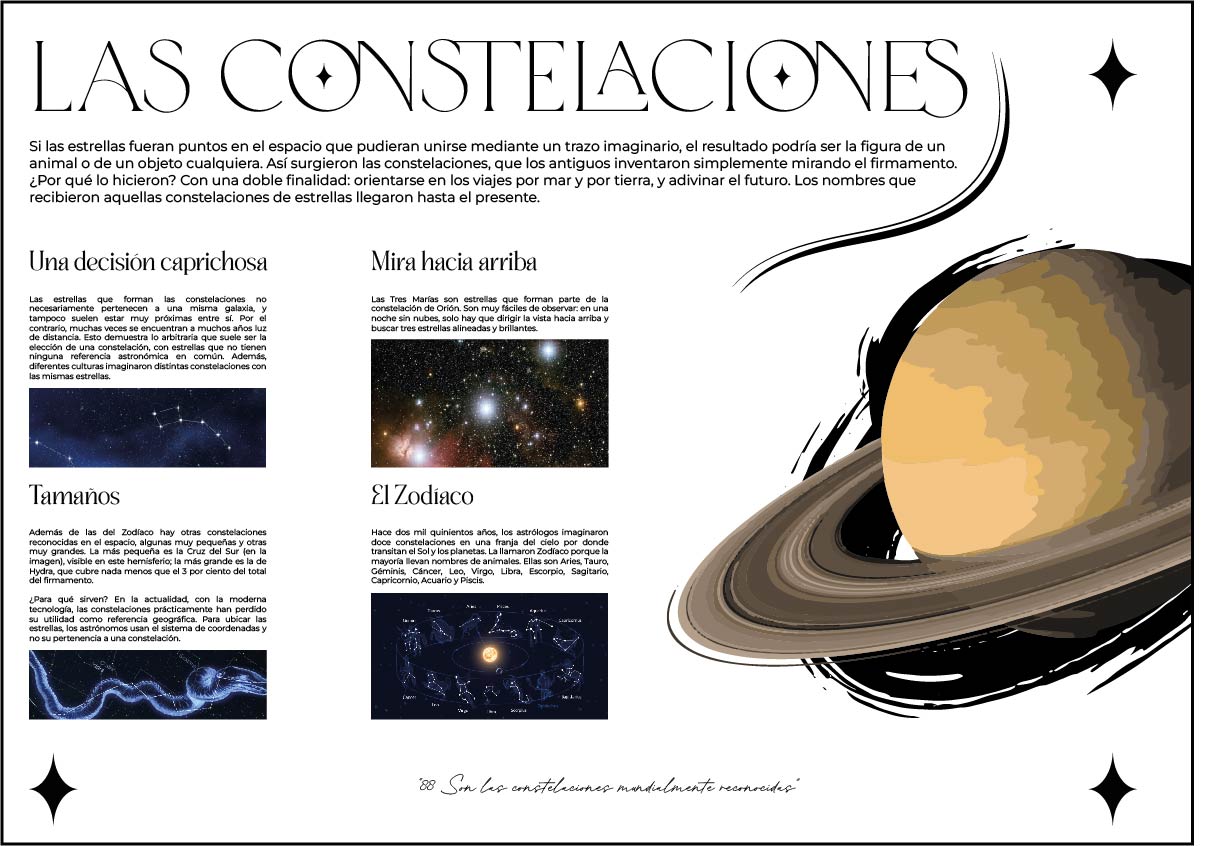 LAS CONSTELACIONES
Si las estrellas fueran puntos en el espacio que pudieran unirse mediante un trazo imaginario, el resultado podría ser la figura de un
animal o de un objeto cualquiera. Así surgieron las constelaciones, que los antiguos inventaron simplemente mirando el firmamento.
¿Por qué lo hicieron? Con una doble finalidad: orientarse en los viajes por mar y por tierra, y adivinar el futuro. Los nombres que
recibieron aquellas constelaciones de estrellas llegaron hasta el presente.
Una decisión caprichosa
Las estrellas que forman las constelaciones no
necesariamente pertenecen a una misma galaxia, y
tampoco suelen estar muy próximas entre sí. Por el
contrario, muchas veces se encuentran a muchos años luz
de distancia. Esto demuestra lo arbitraria que suele ser la
elección de una constelación, con estrellas que no tienen
ninguna referencia astronómica en común. Además,
diferentes culturas imaginaron distintas constelaciones con
las mismas estrellas.
Mira hacia arriba
Las Tres Marías son estrellas que forman parte de la
constelación de Orión. Son muy fáciles de observar: en una
noche sin nubes, solo hay que dirigir la vista hacia arriba y
buscar tres estrellas alineadas y brillantes.
Tamaños
Además de las del Zodíaco hay otras constelaciones
reconocidas en el espacio, algunas muy pequeñas y otras
muy grandes. La más pequeña es la Cruz del Sur (en la
imagen), visible en este hemisferio; la más grande es la de
Hydra, que cubre nada menos que el 3 por ciento del total
del firmamento.
¿Para qué sirven? En la actualidad, con la moderna
tecnología, las constelaciones prácticamente han perdido
su utilidad como referencia geográfica. Para ubicar las
estrellas, los astrónomos usan el sistema de coordenadas y
no su pertenencia a una constelación.
El Zodíaco
Hace dos mil quinientos años, los astrólogos imaginaron
doce constelaciones en una franja del cielo por donde
transitan el Sol y los planetas. La llamaron Zodíaco porque la
mayoría llevan nombres de animales. Ellas son Aries, Tauro,
Géminis, Cáncer, Leo, Virgo, Libra, Escorpio, Sagitario,
Capricornio, Acuario y Piscis.
Taurus
Aries
Pisces
Aquarius
Gemini
Capricornus
Cancer
Leo
Virgo
Libra
Scorpius
Ophiuchus
Sagittarius
"88 Son las constelaciones mundialmente reconocidas"